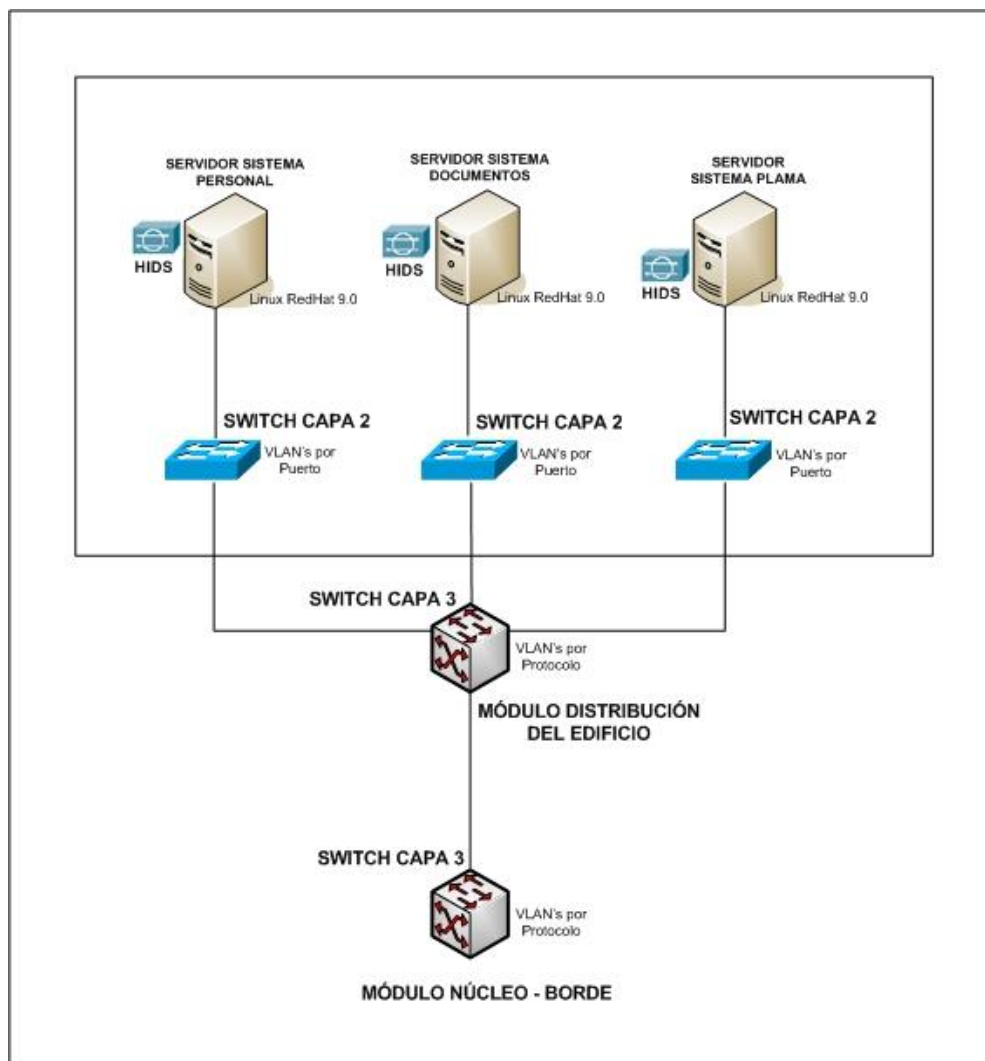 SERVIDOR SISTEMA
PERSONAL
SERVIDOR SISTEMA
DOCUMENTOS
SERVIDOR
SISTEMA PLAMA
HIDS
Linux RedHat 9.0
HIDS
Linux RedHat 9.0
HIDS
Linux RedHat 9.0
SWITCH CAPA 2
VLAN's por
Puerto
SWITCH CAPA 2
VLAN's por
Puerto
SWITCH CAPA 2
VLAN's por
Puerto
SWITCH CAPA 3
VLAN's por
Protocolo
MÓDULO DISTRIBUCIÓN
DEL EDIFICIO
SWITCH CAPA 3
VLAN's por
Protocolo
MÓDULO NÚCLEO - BORDE